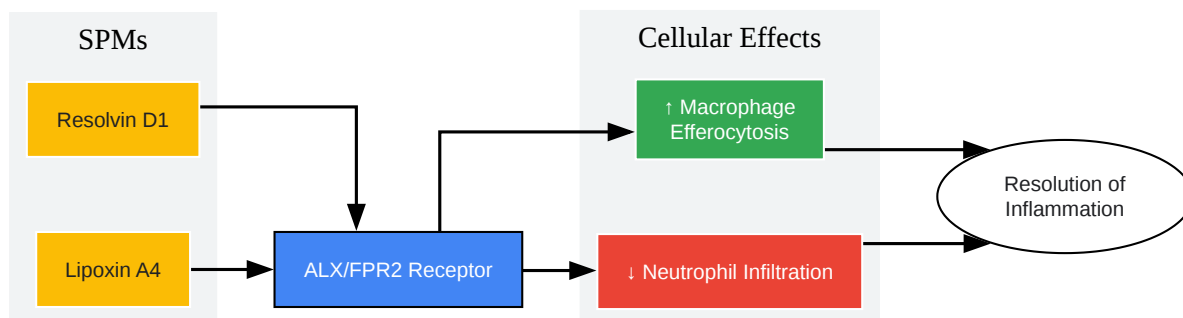 SPMs
Resolvin D1
Lipoxin A4
ALX/FPR2 Receptor
Cellular Effects
↑ Macrophage
Efferocytosis
↓ Neutrophil Infiltration
Resolution of
Inflammation